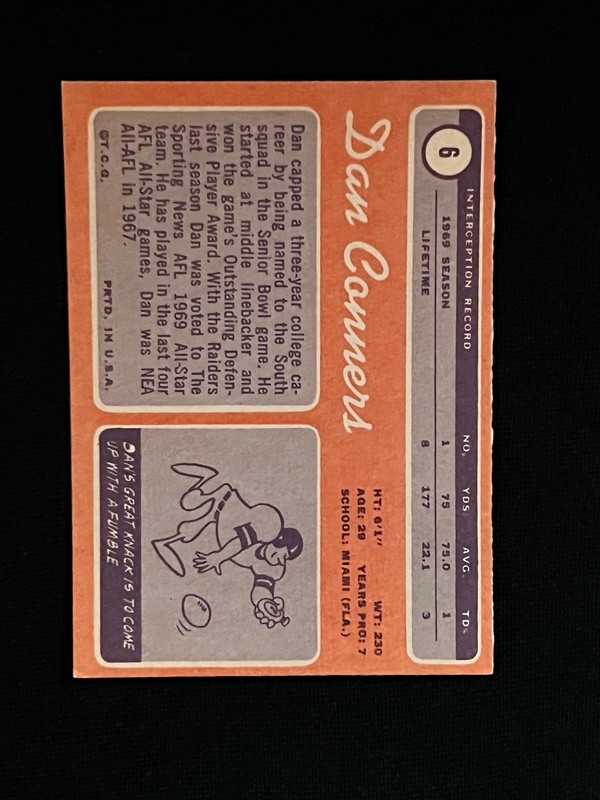 6
INTERCEPTION RECORD NO. YDS AVG. TDs
1969 SEASON 1 75 75.0 1
LIFETIME 8 177 22.1 3
Dan Conners
HT: 6'1" WT: 230
AGE: 29 YEARS PRO: 7
SCHOOL: MIAMI (FLA.)
Dan capped a three-year college ca-
reer by being named to the South
squad in the Senior Bowl game. He
started at middle linebacker and
won the game's Outstanding Defen-
sive Player Award. With the Raiders
last season Dan was voted to The
Sporting News AFL 1969 All-Star
team. He has played in the last four
AFL All-Star games, Dan was NEA
All-AFL in 1967.
©T.C.G. PRTD. IN U.S.A.
DAN'S GREAT KNACK IS TO COME
UP WITH A FUMBLE